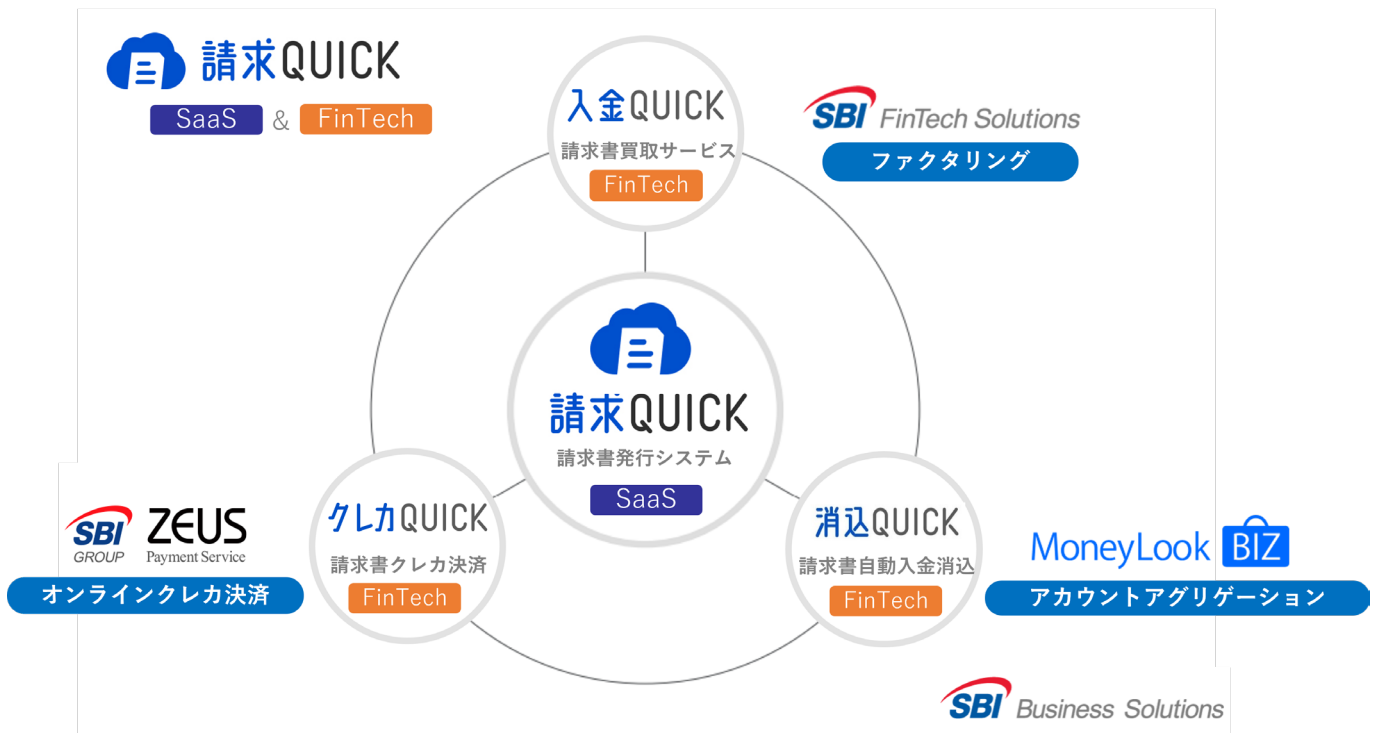 請求QUICK
SaaS & FinTech
入金QUICK
請求書買取サービス
FinTech
SBI FinTech Solutions
ファクタリング
請求QUICK
請求書発行システム
SaaS
SBI GROUP ZEUS Payment Service
オンラインクレカ決済
クレカQUICK
請求書クレカ決済
FinTech
消込QUICK
請求書自動入金消込
FinTech
MoneyLook BIZ
アカウントアグリゲーション
SBI Business Solutions